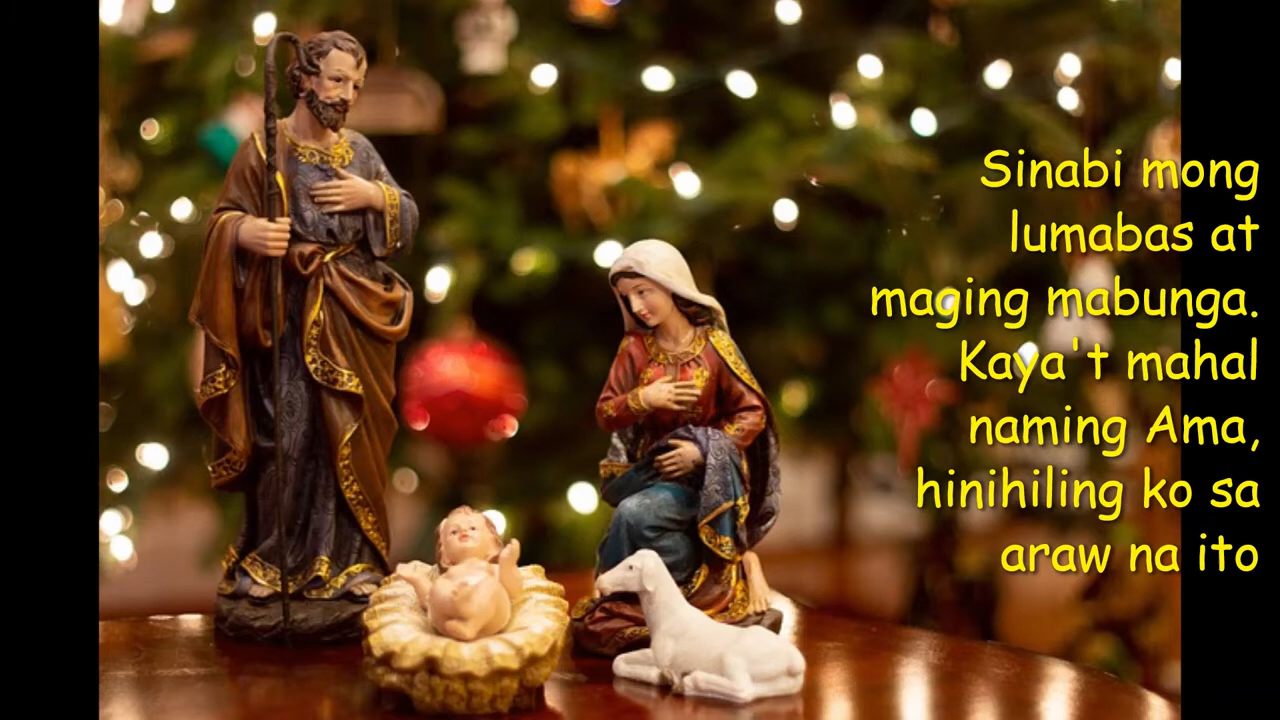 Sinabi mong
lumabas at
maging mabunga.
Kaya't mahal
naming Ama,
hinihiling ko sa
araw na ito